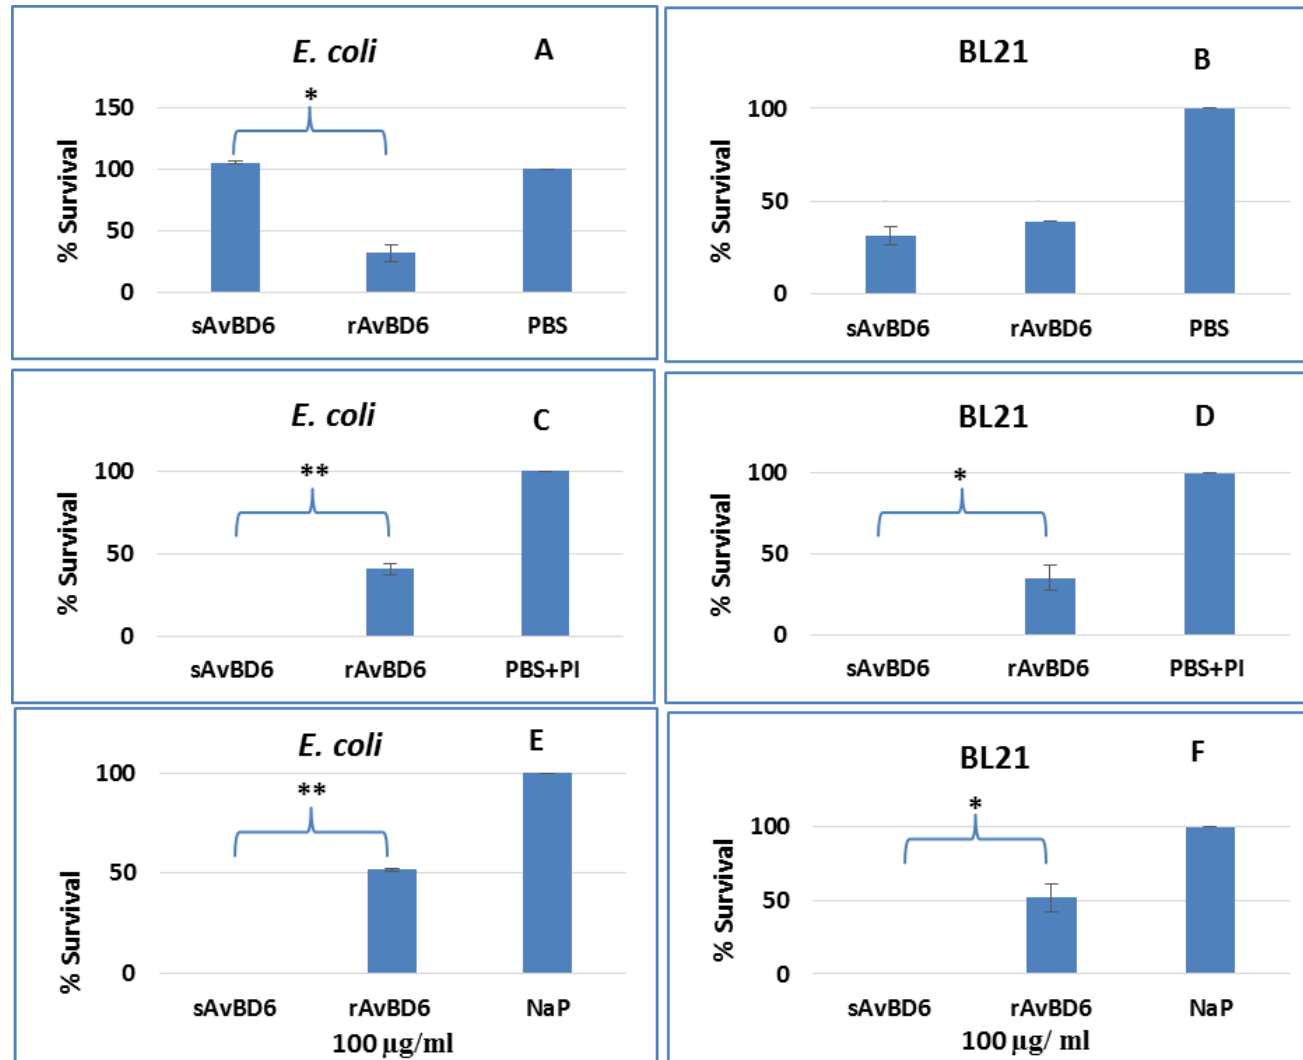 E. coli A
*
150
100
50
0
% Survival
sAvBD6 rAvBD6 PBS
BL21 B
100
50
0
% Survival
sAvBD6 rAvBD6 PBS
E. coli C
**
100
50
0
% Survival
sAvBD6 rAvBD6 PBS+PI
BL21 D
*
100
50
0
% Survival
sAvBD6 rAvBD6 PBS+PI
E. coli E
**
100
50
0
% Survival
sAvBD6 rAvBD6 NaP
100 µg/ml
BL21 F
*
100
50
0
% Survival
sAvBD6 rAvBD6 NaP
100 µg/ ml